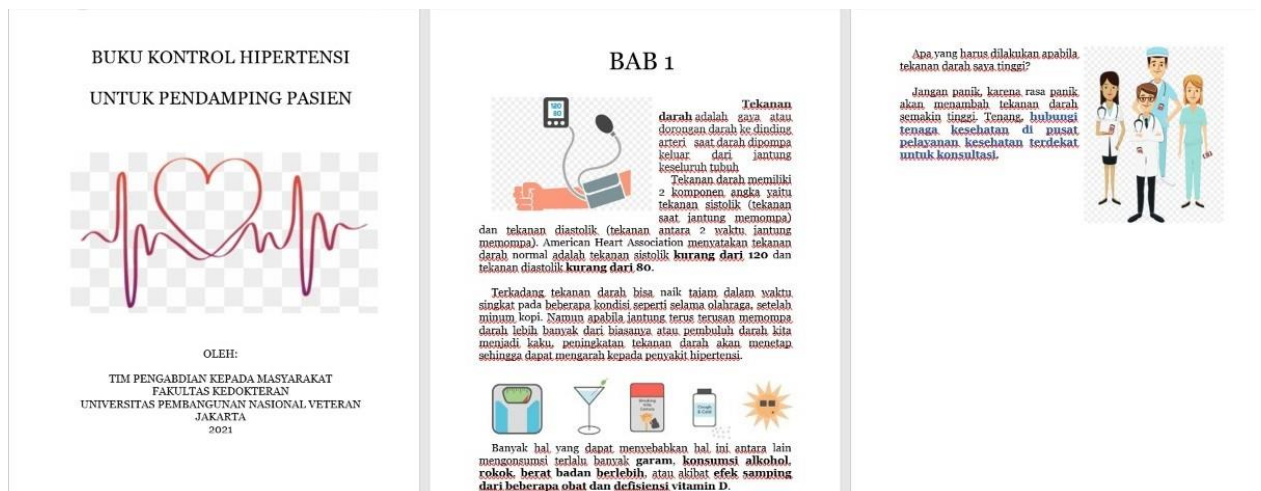 BUKU KONTROL HIPERTENSI
UNTUK PENDAMPING PASIEN
OLEH:
TIM PENGABDIAN KEPADA MASYARAKAT
FAKULTAS KEDOKTERAN
UNIVERSITAS PEMBANGUNAN NASIONAL VETERAN
JAKARTA
2021
BAB 1
120
80
Tekanan
darah adalah gaya atau
dorongan darah ke dinding
arteri saat darah dipompa
keluar dari jantung
keseluruh tubuh
Tekanan darah memiliki
2 komponen angka yaitu
tekanan sistolik (tekanan
saat jantung memompa)
dan tekanan diastolik (tekanan antara 2 waktu jantung
memompa). American Heart Association menyatakan tekanan
darah normal adalah tekanan sistolik kurang dari 120 dan
tekanan diastolik kurang dari 80.
Terkadang tekanan darah bisa naik tajam dalam waktu
singkat pada beberapa kondisi seperti selama olahraga, setelah
minum kopi. Namun apabila jantung terus terusan memompa
darah lebih banyak dari biasanya atau pembuluh darah kita
menjadi kaku, peningkatan tekanan darah akan menetap
sehingga dapat mengarah kepada penyakit hipertensi.
Cough
& Cold
Banyak hal yang dapat menyebabkan hal ini antara lain
mengonsumsi terlalu banyak garam, konsumsi alkohol,
rokok, berat badan berlebih, atau akibat efek samping
dari beberapa obat dan defisiensi vitamin D.
Apa yang harus dilakukan apabila
tekanan darah saya tinggi?
Jangan panik, karena rasa panik
akan menambah tekanan darah
semakin tinggi. Tenang, hubungi
tenaga kesehatan di pusat
pelayanan kesehatan terdekat
untuk konsultasi.